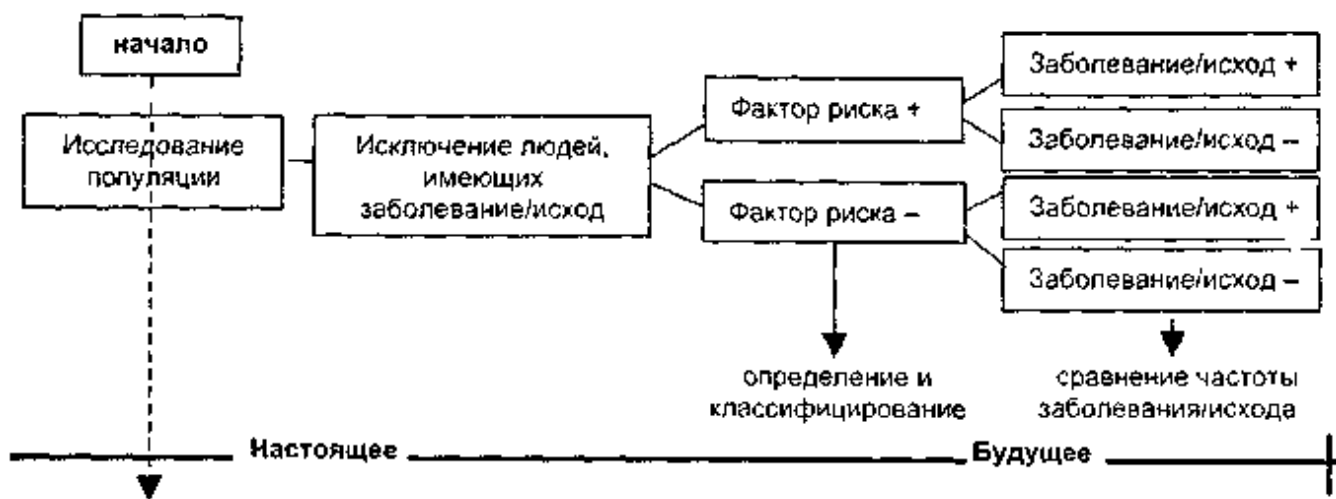 начало
Исследование
популяции
Исключение людей,
имеющих
заболевание/исход
Фактор риска +
Фактор риска –
Заболевание/исход +
Заболевание/исход –
Заболевание/исход +
Заболевание/исход –
определение и
классифицирование
сравнение частоты
заболевания/исхода
Настоящее
Будущее